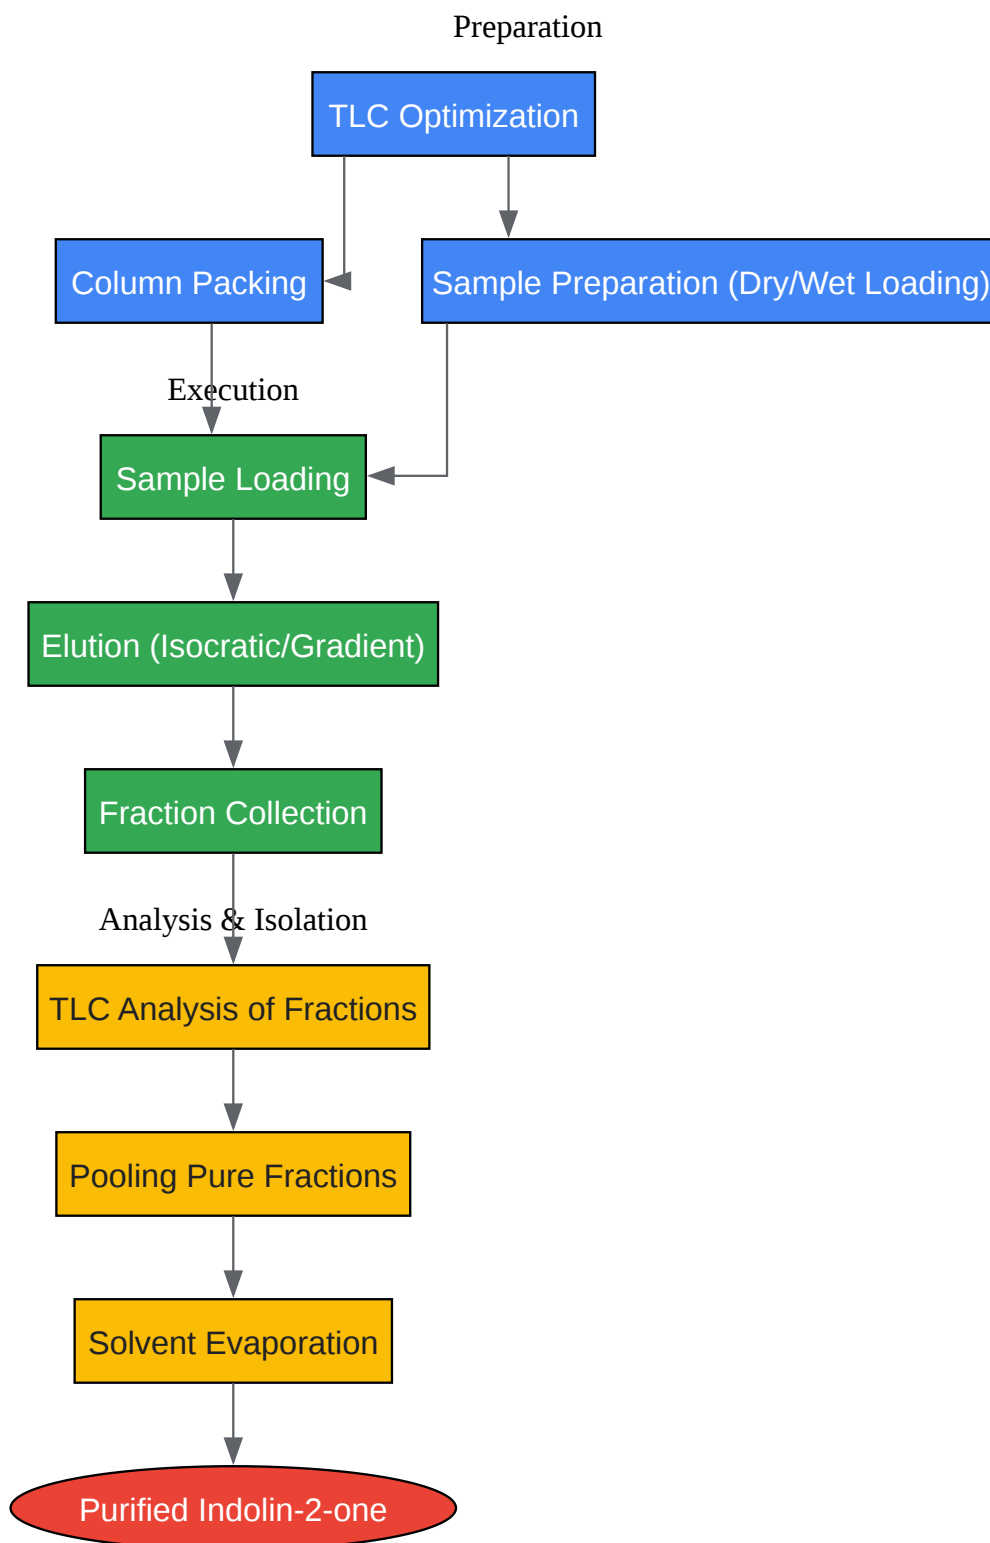 Preparation
TLC Optimization
Column Packing
Sample Preparation (Dry/Wet Loading)
Execution
Sample Loading
Elution (Isocratic/Gradient)
Fraction Collection
Analysis & Isolation
TLC Analysis of Fractions
Pooling Pure Fractions
Solvent Evaporation
Purified Indolin-2-one